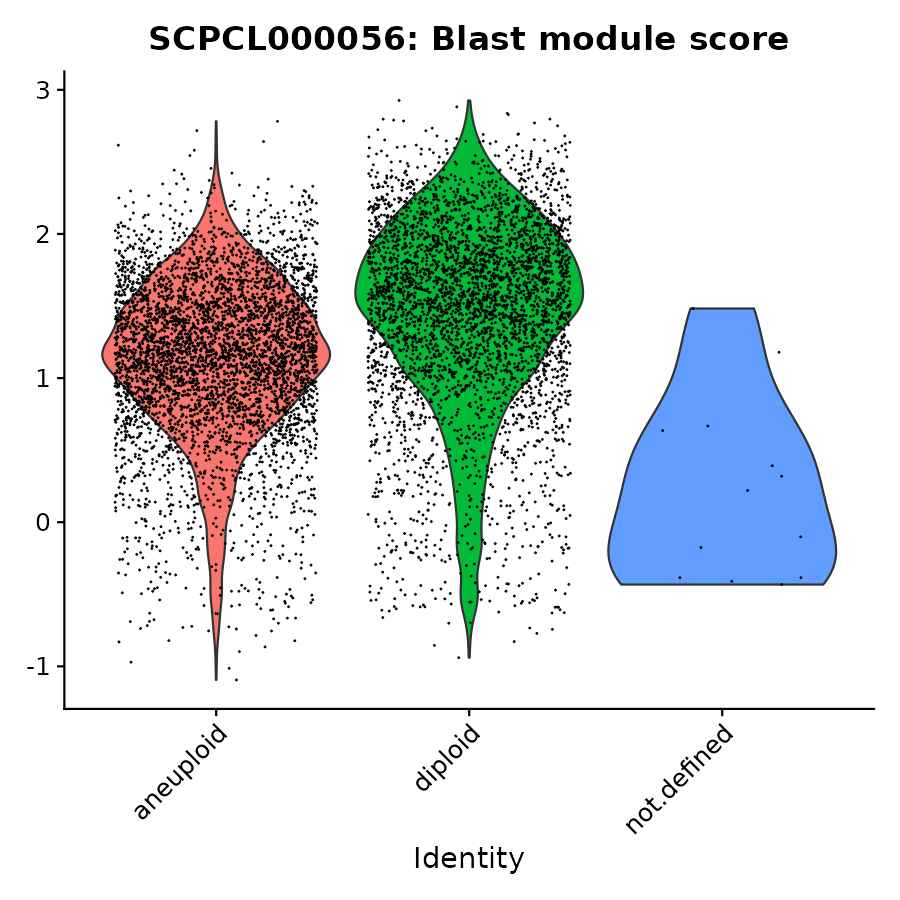 SCPCL000056: Blast module score
3
2
1
0
-1
aneuploid
diploid
not.defined
Identity